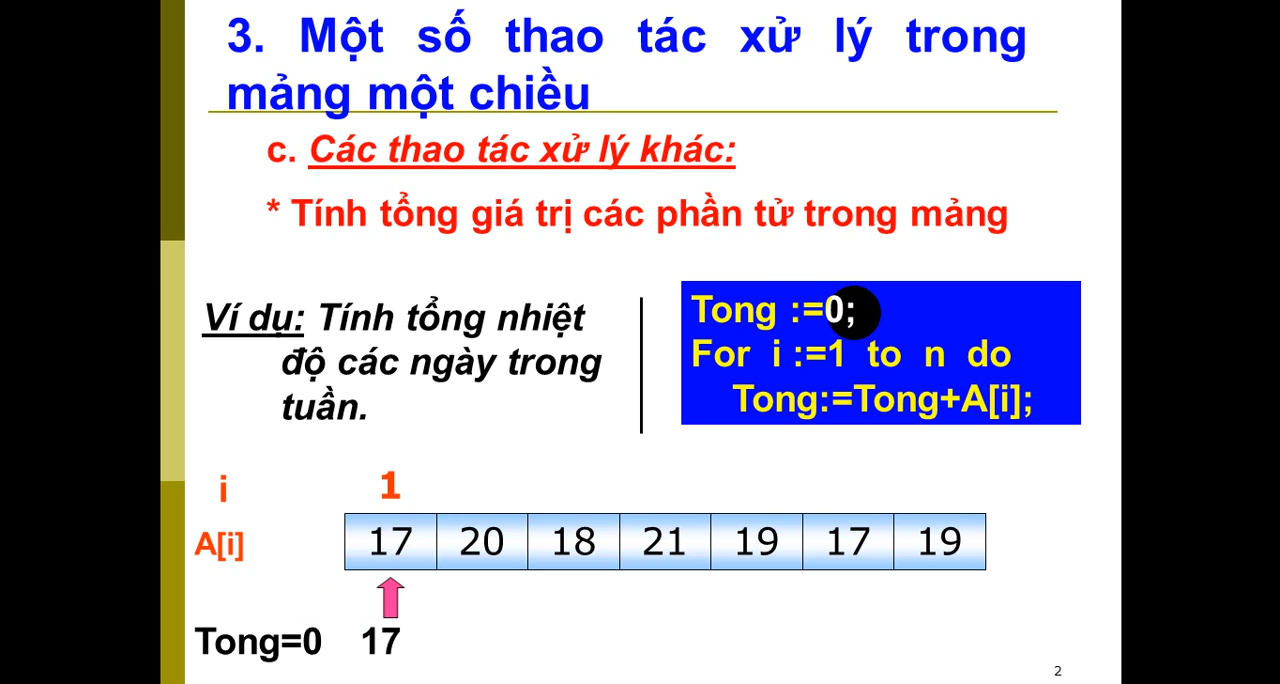 3. Một số thao tác xử lý trong
mảng một chiều
c. Các thao tác xử lý khác:
* Tính tổng giá trị các phần tử trong mảng
Ví dụ: Tính tổng nhiệt
độ các ngày trong
tuần.
Tong :=0;
For i :=1 to n do
Tong:=Tong+A[i];
i 1
A[i] 17 20 18 21 19 17 19
Tong=0 17
2